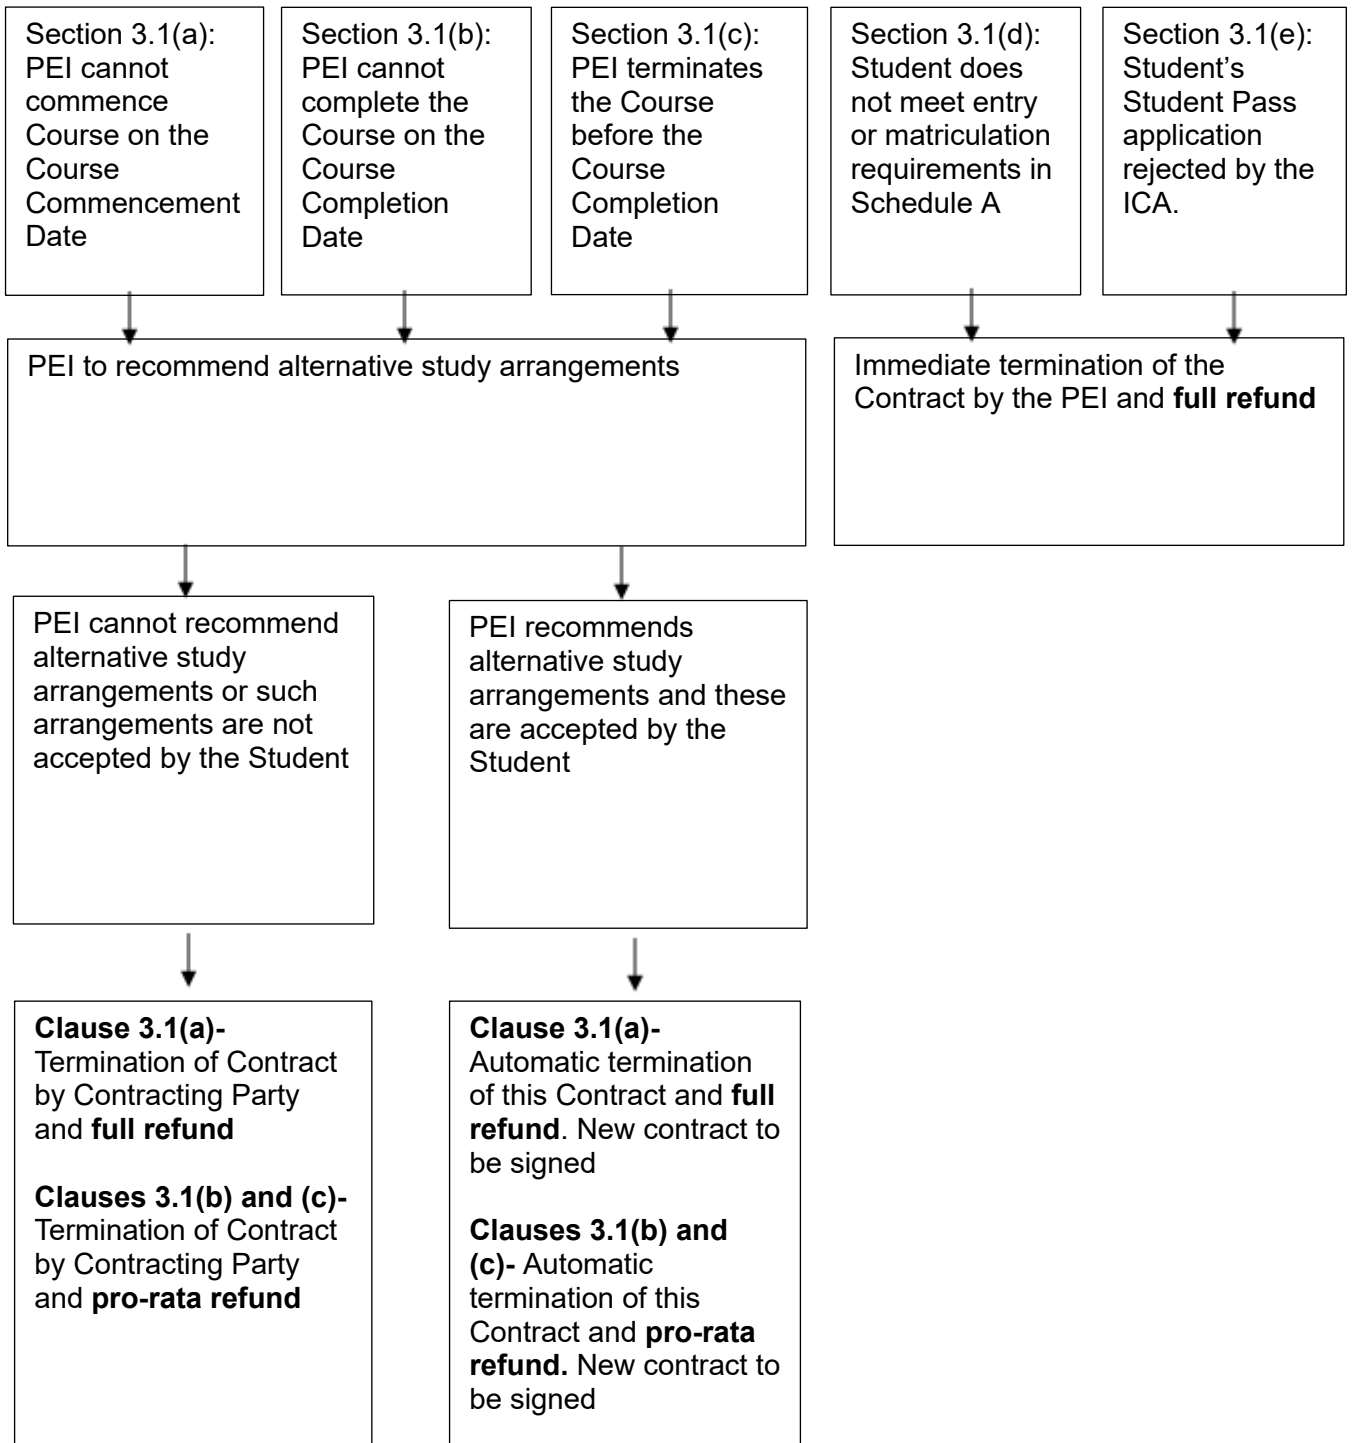 Section 3.1(a):
PEI cannot
commence
Course on the
Course
Commencement
Date
Section 3.1(b):
PEI cannot
complete the
Course on the
Course
Completion
Date
Section 3.1(c):
PEI terminates
the Course
before the
Course
Completion
Date
Section 3.1(d):
Student does
not meet entry
or matriculation
requirements in
Schedule A
Section 3.1(e):
Student’s
Student Pass
application
rejected by the
ICA.
PEI to recommend alternative study arrangements
Immediate termination of the
Contract by the PEI and full refund
PEI cannot recommend
alternative study
arrangements or such
arrangements are not
accepted by the Student
PEI recommends
alternative study
arrangements and these
are accepted by the
Student
Clause 3.1(a)-
Termination of Contract
by Contracting Party
and full refund
Clauses 3.1(b) and (c)-
Termination of Contract
by Contracting Party
and pro-rata refund
Clause 3.1(a)-
Automatic termination
of this Contract and full
refund. New contract to
be signed
Clauses 3.1(b) and
(c)- Automatic
termination of this
Contract and pro-rata
refund. New contract to
be signed